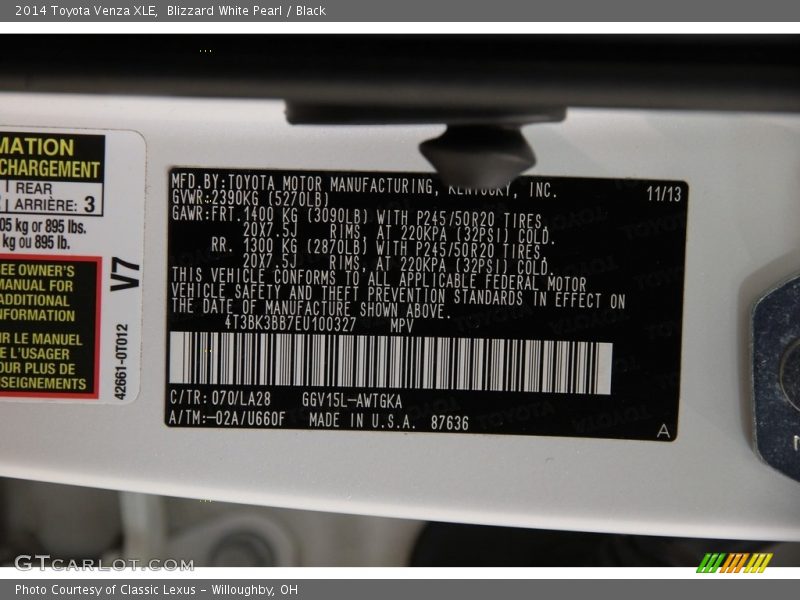 2014 Toyota Venza XLE,  Blizzard White Pearl / Black
MATION
CHARGEMENT
REAR
ARRIÈRE: 3
05 kg or 895 lbs.
kg ou 895 lb.
SEE OWNER'S
MANUAL FOR
ADDITIONAL
INFORMATION
LE MANUEL
L'USAGER
POUR PLUS DE
V7
42661-0T012
MFD.BY:TOYOTA MOTOR MANUFACTURING, KENTUCKY, INC. 11/13
GVWR:2390KG (5270LB)
GAWR:FRT.1400 KG (3090LB) WITH P245/50R20 TIRES,
20X7.5J RIMS, AT 220KPA (32PSI) COLD.
RR. 1300 KG (2870LB) WITH P245/50R20 TIRES,
20X7.5J RIMS, AT 220KPA (32PSI) COLD.
THIS VEHICLE CONFORMS TO ALL APPLICABLE FEDERAL MOTOR
VEHICLE SAFETY AND THEFT PREVENTION STANDARDS IN EFFECT ON
THE DATE OF MANUFACTURE SHOWN ABOVE.
4T3BK3BB7EU100327 MPV
C/TR:070/LA28 GGV15L-AWTGKA
A/TM:-02A/U660F MADE IN U.S.A. 87636
A
GTCARLOT.COM
Photo Courtesy of Classic Lexus - Willoughby, OH